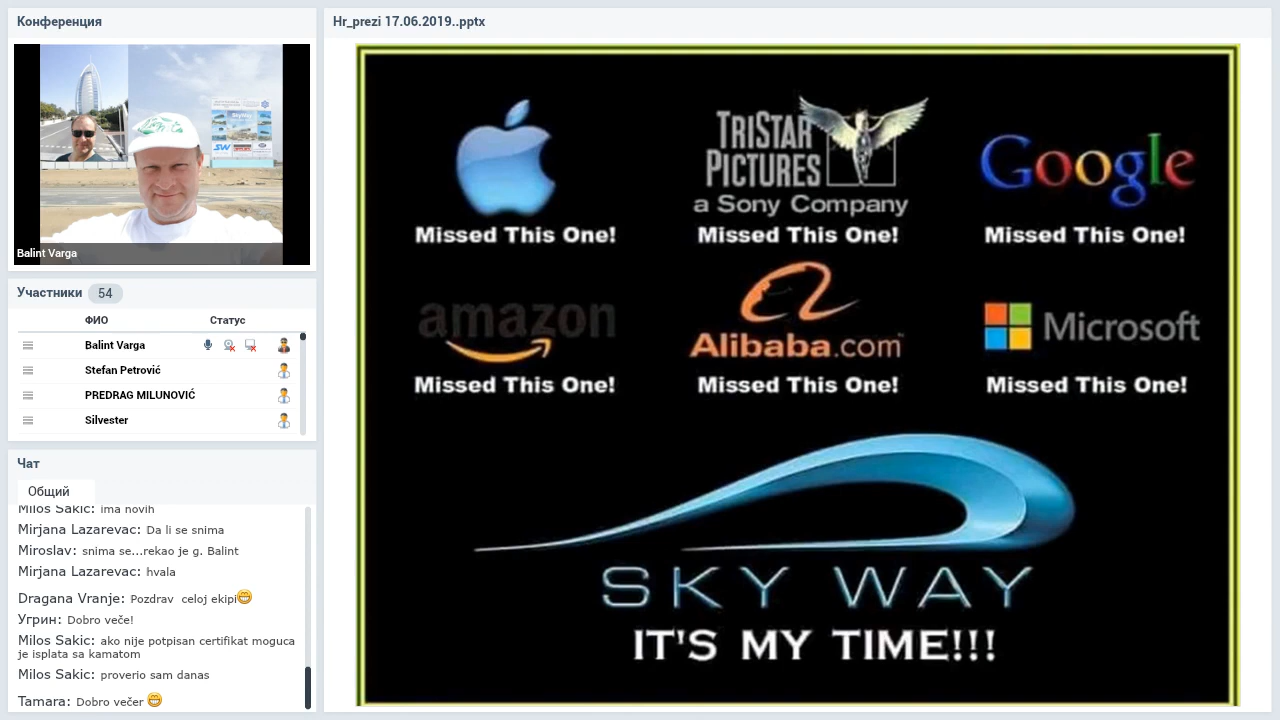 Конференция
SkyWay
SW
Balint Varga
Участники 54
ФИО Статус
Balint Varga
Stefan Petrović
PREDRAG MILUNOVIĆ
Silvester
Чат
Общий
Milos Sakic: ima novih
Mirjana Lazarevac: Da li se snima
Miroslav: snima se...rekao je g. Balint
Mirjana Lazarevac: hvala
Dragana Vranje: Pozdrav celoj ekipi
Угрин: Dobro veče!
Milos Sakic: ako nije potpisan certifikat moguca
je isplata sa kamatom
Milos Sakic: proverio sam danas
Tamara: Dobro večer
Hr_prezi 17.06.2019..pptx
TRISTAR
PICTURES
a Sony Company
Google
Missed This One! Missed This One! Missed This One!
amazon
Alibaba.com™
Microsoft
Missed This One! Missed This One! Missed This One!
SKY WAY
IT'S MY TIME!!!